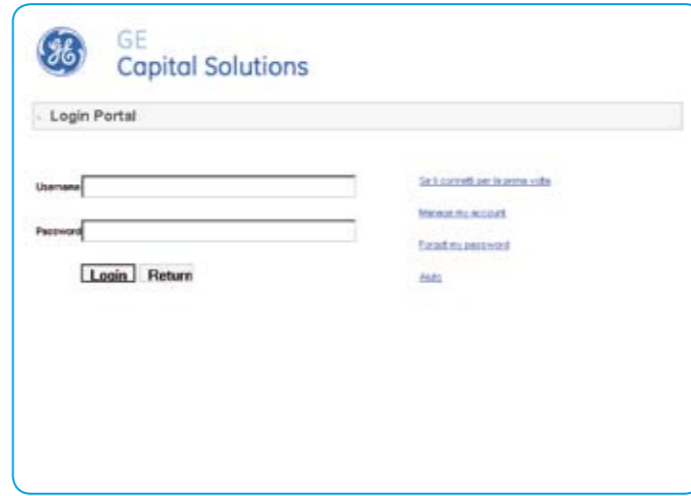 GE
Capital Solutions
Login Portal
Username
Se ti connetti per la prima volta
Manage my account
Password
Forgot my password
Login Return
Aiuto